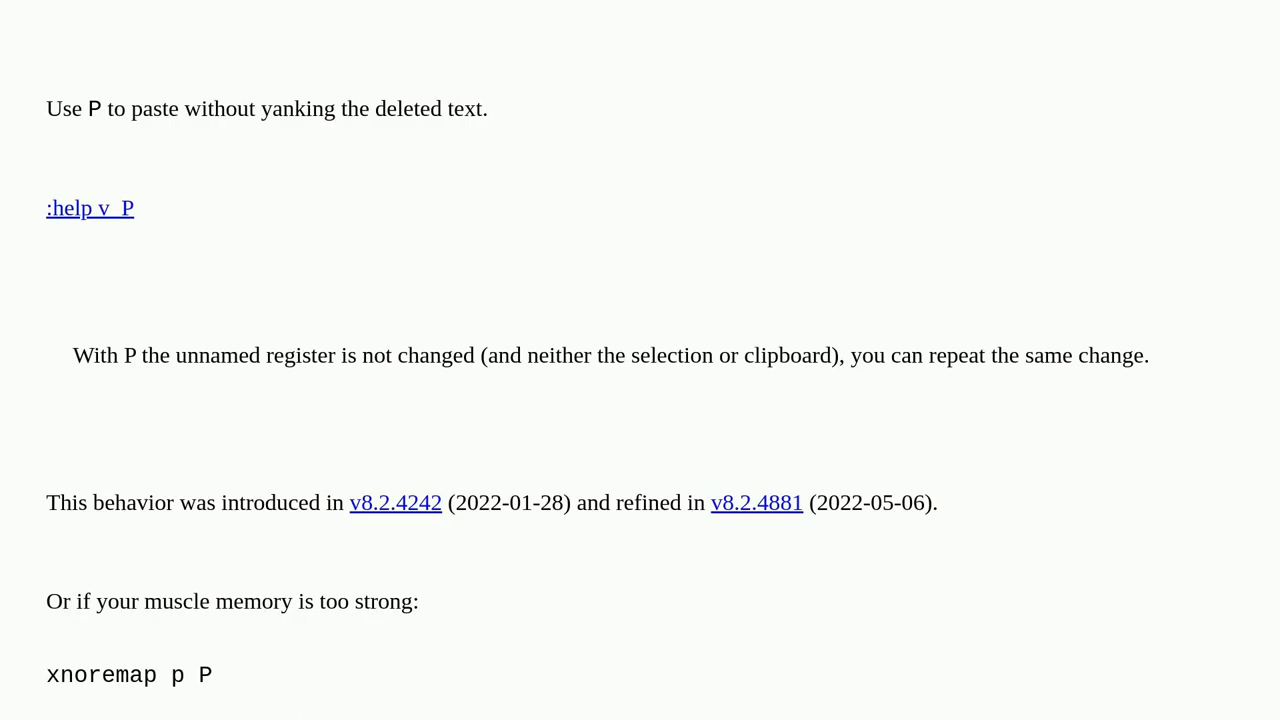 Use P to paste without yanking the deleted text.
:help v_P
With P the unnamed register is not changed (and neither the selection or clipboard), you can repeat the same change.
This behavior was introduced in v8.2.4242 (2022-01-28) and refined in v8.2.4881 (2022-05-06).
Or if your muscle memory is too strong:
xnoremap p P